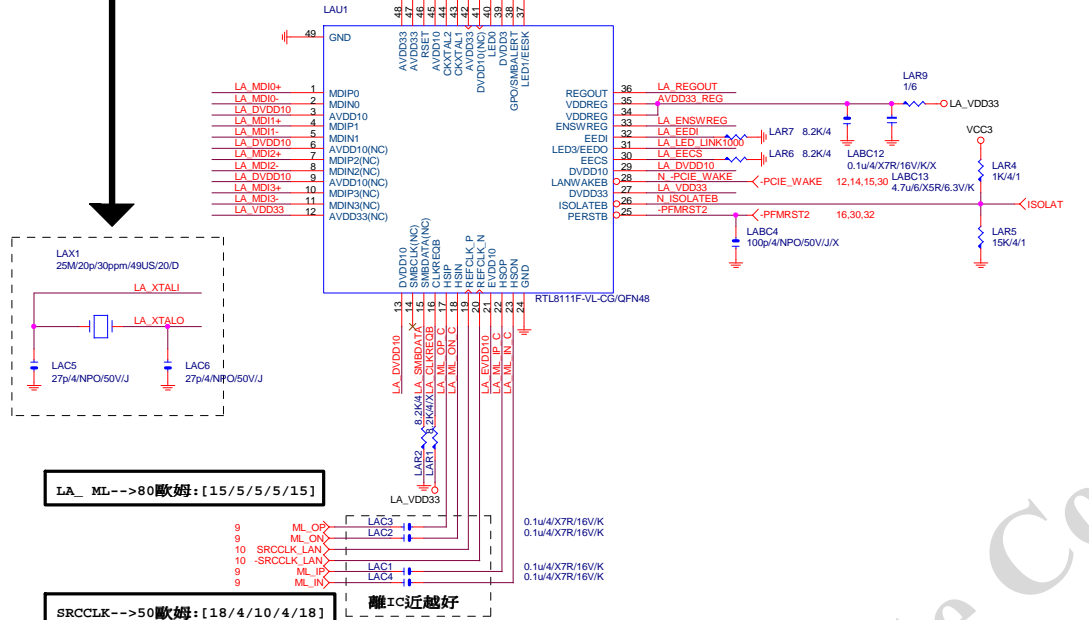 LAU1
48 47 46 45 44 43 42 41 40 39 38 37
AVDD33
AVDD33
RSET
AVDD10
CKXTAL2
CKXTAL1
AVDD33
DVDD10(NC)
LED0
DVDD3
GPO/SMBALERT
LED1/EESK
49 GND
LA_MDI0+ 1 MDIP0
LA_MDI0- 2 MDIN0
LA_DVDD10 3 AVDD10
LA_MDI1+ 4 MDIP1
LA_MDI1- 5 MDIN1
LA_DVDD10 6 AVDD10(NC)
LA_MDI2+ 7 MDIP2(NC)
LA_MDI2- 8 MDIN2(NC)
LA_DVDD10 9 AVDD10(NC)
LA_MDI3+ 10 MDIP3(NC)
LA_MDI3- 11 MDIN3(NC)
LA_VDD33 12 AVDD33(NC)
REGOUT 36 LA_REGOUT
VDDREG 35 AVDD33_REG
VDDREG 34
ENSWREG 33 LA_ENSWREG
EEDI 32 LA_EEDI
LED3/EEDO 31 LA_LED_LINK1000
EECS 30 LA_EECS
DVDD10 29 LA_DVDD10
LANWAKEB 28 N_-PCIE_WAKE
DVDD33 27 LA_VDD33
ISOLATEB 26 N_ISOLATEB
PERSTB 25 -PFMRST2
LAR9
1/6
LA_VDD33
VCC3
LAR7 8.2K/4
LAR6 8.2K/4
LABC12
0.1u/4/X7R/16V/K/X
LABC13
4.7u/6/X5R/6.3V/K
LAR4
1K/4/1
-PCIE_WAKE 12,14,15,30
ISOLAT
-PFMRST2 16,30,32
LABC4
100p/4/NPO/50V/J/X
LAR5
15K/4/1
DVDD10
SMBCLK(NC)
SMBDATA(NC)
CLKREQB
HSIP
HSIN
REFCLK_P
REFCLK_N
EVDD10
HSOP
HSON
GND
RTL8111F-VL-CG/QFN48
13 14 15 16 17 18 19 20 21 22 23 24
LA_DVDD10
LA_SMBDATA
LA_CLKREQB
LA_ML_OP_C
LA_ML_ON_C
LA_EVDD10
LA_ML_IP_C
LA_ML_IN_C
8.2K/4
8.2K/4/X
LAR2
LAR1
LA_VDD33
LAX1
25M/20p/30ppm/49US/20/D
LA_XTALI
LA_XTALO
LAC5
27p/4/NPO/50V/J
LAC6
27p/4/NPO/50V/J
LA_ ML-->80歐姆:[15/5/5/5/15]
9 ML_OP LAC3 0.1u/4/X7R/16V/K
9 ML_ON LAC2 0.1u/4/X7R/16V/K
10 SRCCLK_LAN
10 -SRCCLK_LAN
9 ML_IP LAC1 0.1u/4/X7R/16V/K
9 ML_IN LAC4 0.1u/4/X7R/16V/K
離IC近越好
SRCCLK-->50歐姆:[18/4/10/4/18]